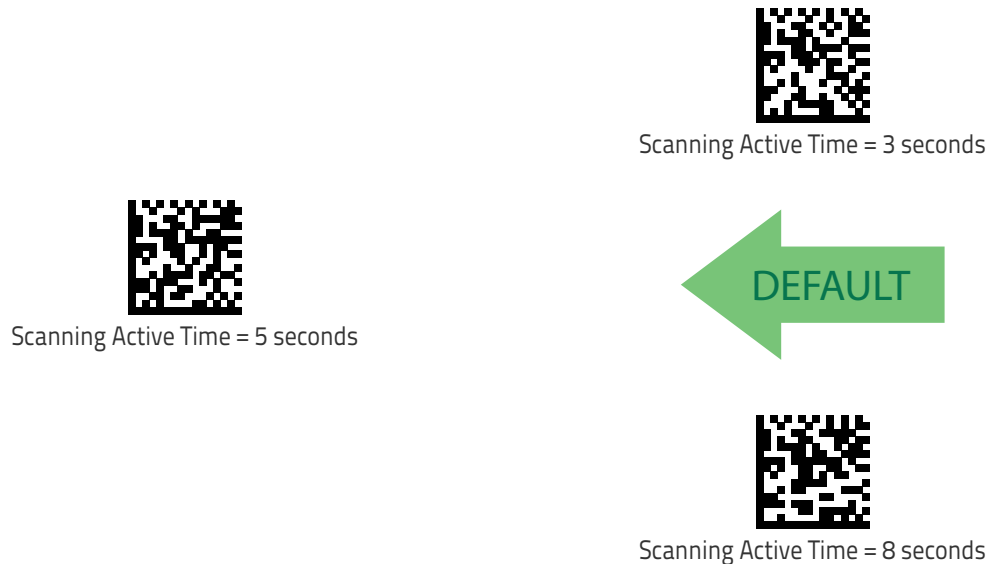 Scanning Active Time = 3 seconds
Scanning Active Time = 5 seconds
DEFAULT
Scanning Active Time = 8 seconds